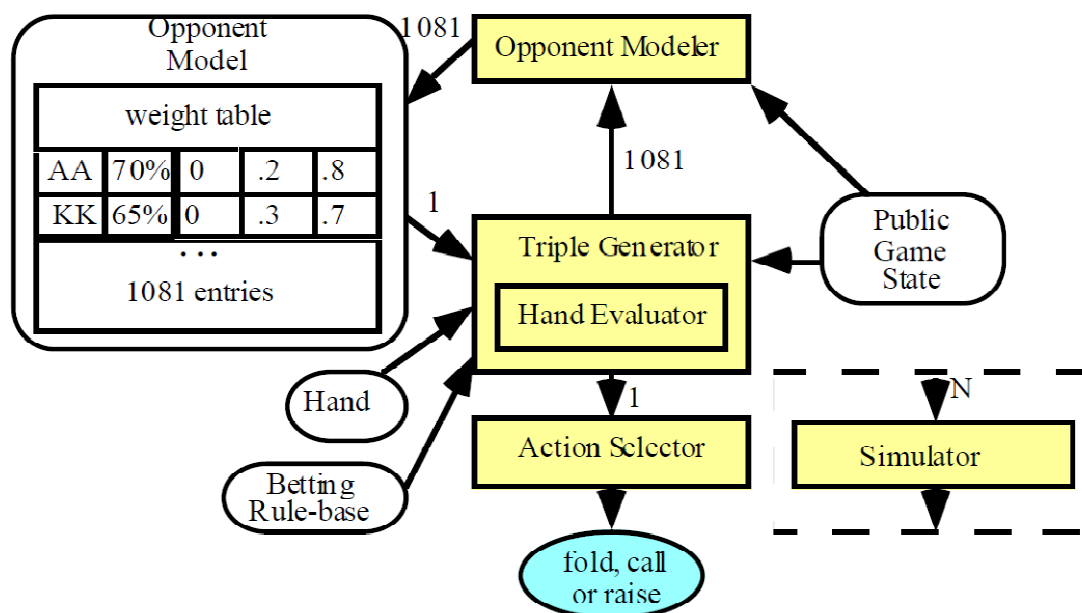 Opponent
Model
weight table
AA 70% 0 .2 .8
KK 65% 0 .3 .7
...
1081 entries
1081
Opponent Modeler
1081
1
Triple Generator
Hand Evaluator
Public
Game
State
Hand
Betting
Rule-base
1
Action Selector
fold, call
or raise
N
Simulator